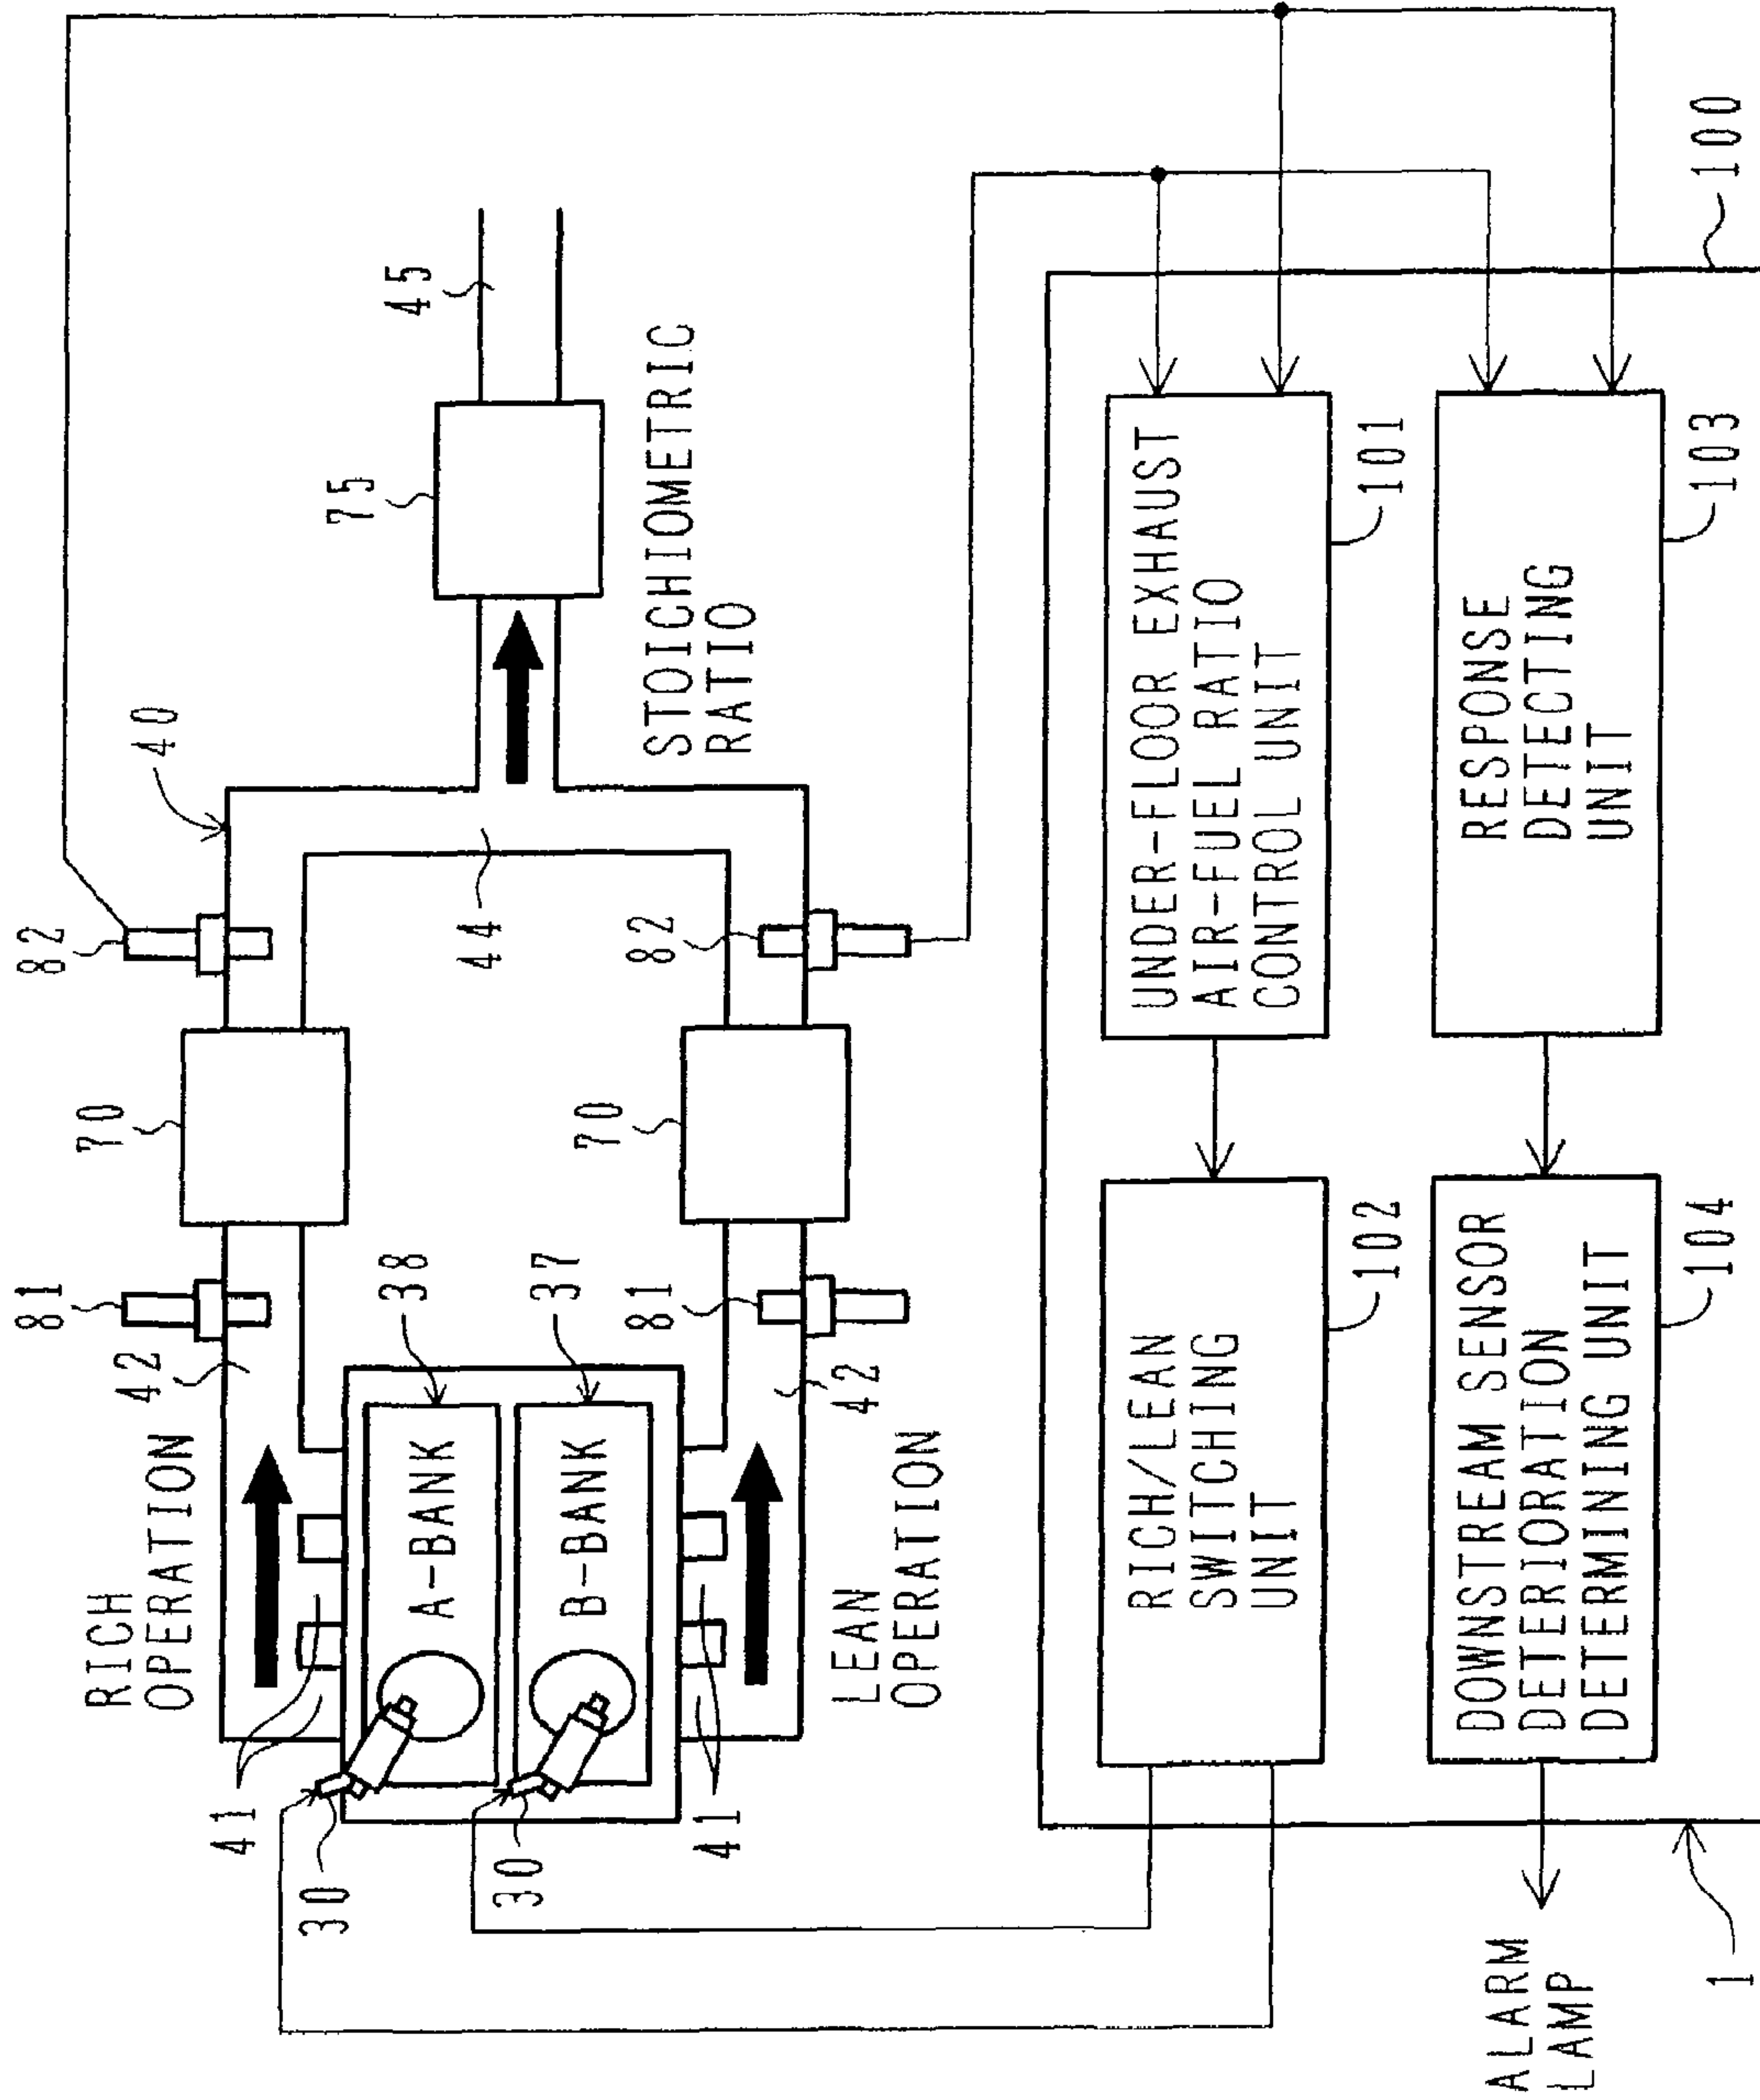 RICH
OPERATION
42
81
70
82
40
41
30
A-BANK
38
B-BANK
37
30
41
LEAN
OPERATION
42
81
70
82
44
STOICHIOMETRIC
RATIO
75
45
RICH/LEAN
SWITCHING
UNIT
102
UNDER-FLOOR EXHAUST
AIR-FUEL RATIO
CONTROL UNIT
101
DOWNSTREAM SENSOR
DETERIORATION
DETERMINING UNIT
104
RESPONSE
DETECTING
UNIT
103
100
ALARM
LAMP
1